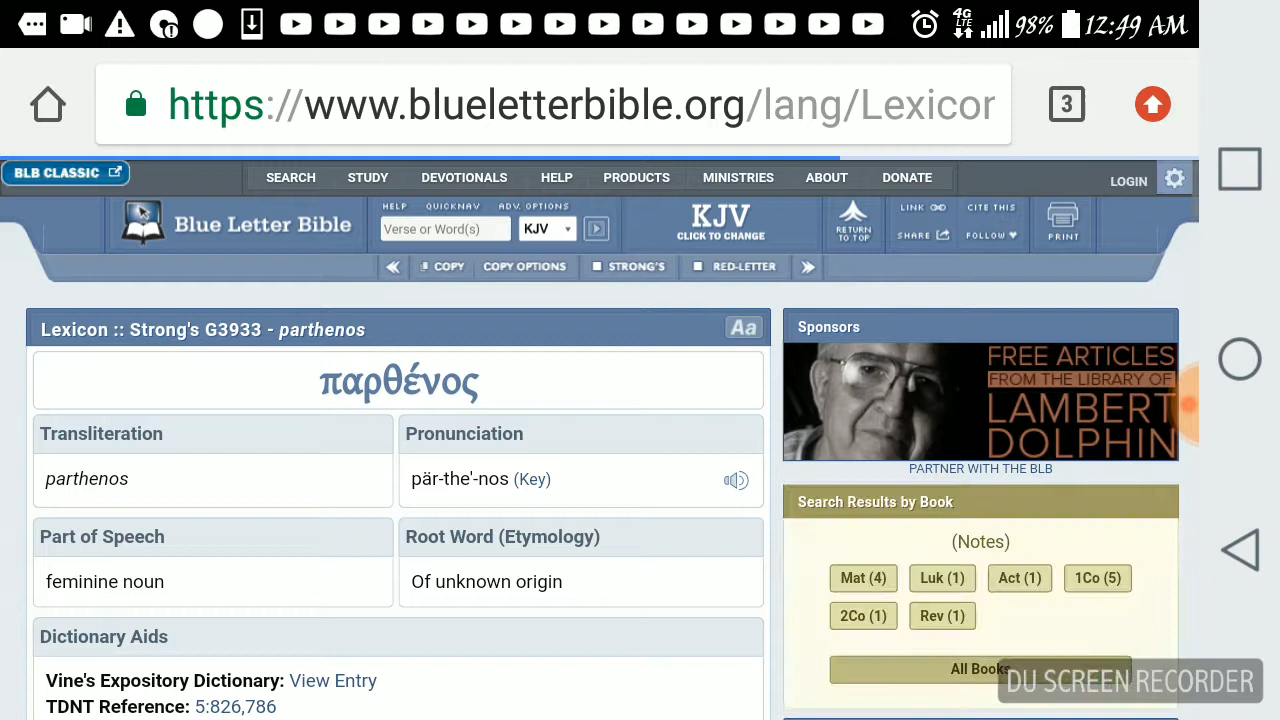 98% 12:49 AM
4G LTE
https://www.blueletterbible.org/lang/Lexicor
3
BLB CLASSIC
SEARCH STUDY DEVOTIONALS HELP PRODUCTS MINISTRIES ABOUT DONATE
LOGIN
Blue Letter Bible
HELP QUICKNAV ADV. OPTIONS
Verse or Word(s) KJV
KJV
CLICK TO CHANGE
RETURN
TO TOP
LINK CITE THIS
SHARE FOLLOW
PRINT
COPY COPY OPTIONS STRONG'S RED-LETTER
Lexicon :: Strong's G3933 - parthenos Aa
παρθένος
Transliteration
parthenos
Pronunciation
pär-the'-nos (Key)
Part of Speech
feminine noun
Root Word (Etymology)
Of unknown origin
Dictionary Aids
Vine's Expository Dictionary: View Entry
TDNT Reference: 5:826,786
Sponsors
FREE ARTICLES
FROM THE LIBRARY OF
LAMBERT
DOLPHIN
PARTNER WITH THE BLB
Search Results by Book
(Notes)
Mat (4) Luk (1) Act (1) 1Co (5)
2Co (1) Rev (1)
All Books
DU SCREEN RECORDER